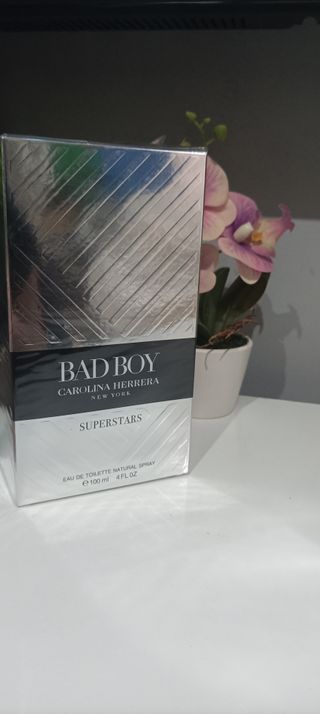 BAD BOY
CAROLINA HERRERA
NEW YORK
SUPERSTARS
EAU DE TOILETTE NATURAL SPRAY
℮ 100 ml 4 FL OZ